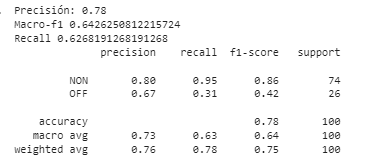 Precisión: 0.78
Macro-f1 0.6426250812215724
Recall 0.6268191268191268
precision recall f1-score support
NON 0.80 0.95 0.86 74
OFF 0.67 0.31 0.42 26
accuracy 0.78 100
macro avg 0.73 0.63 0.64 100
weighted avg 0.76 0.78 0.75 100